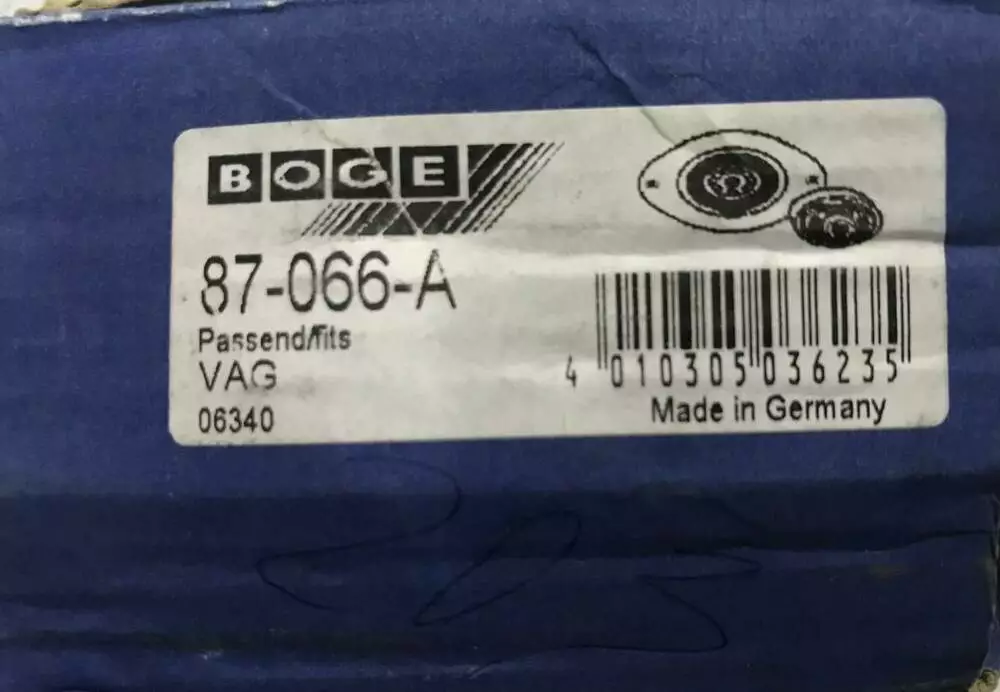 BOGE
87-066-A
Passend/fits
VAG
06340
4 010305 036235
Made in Germany